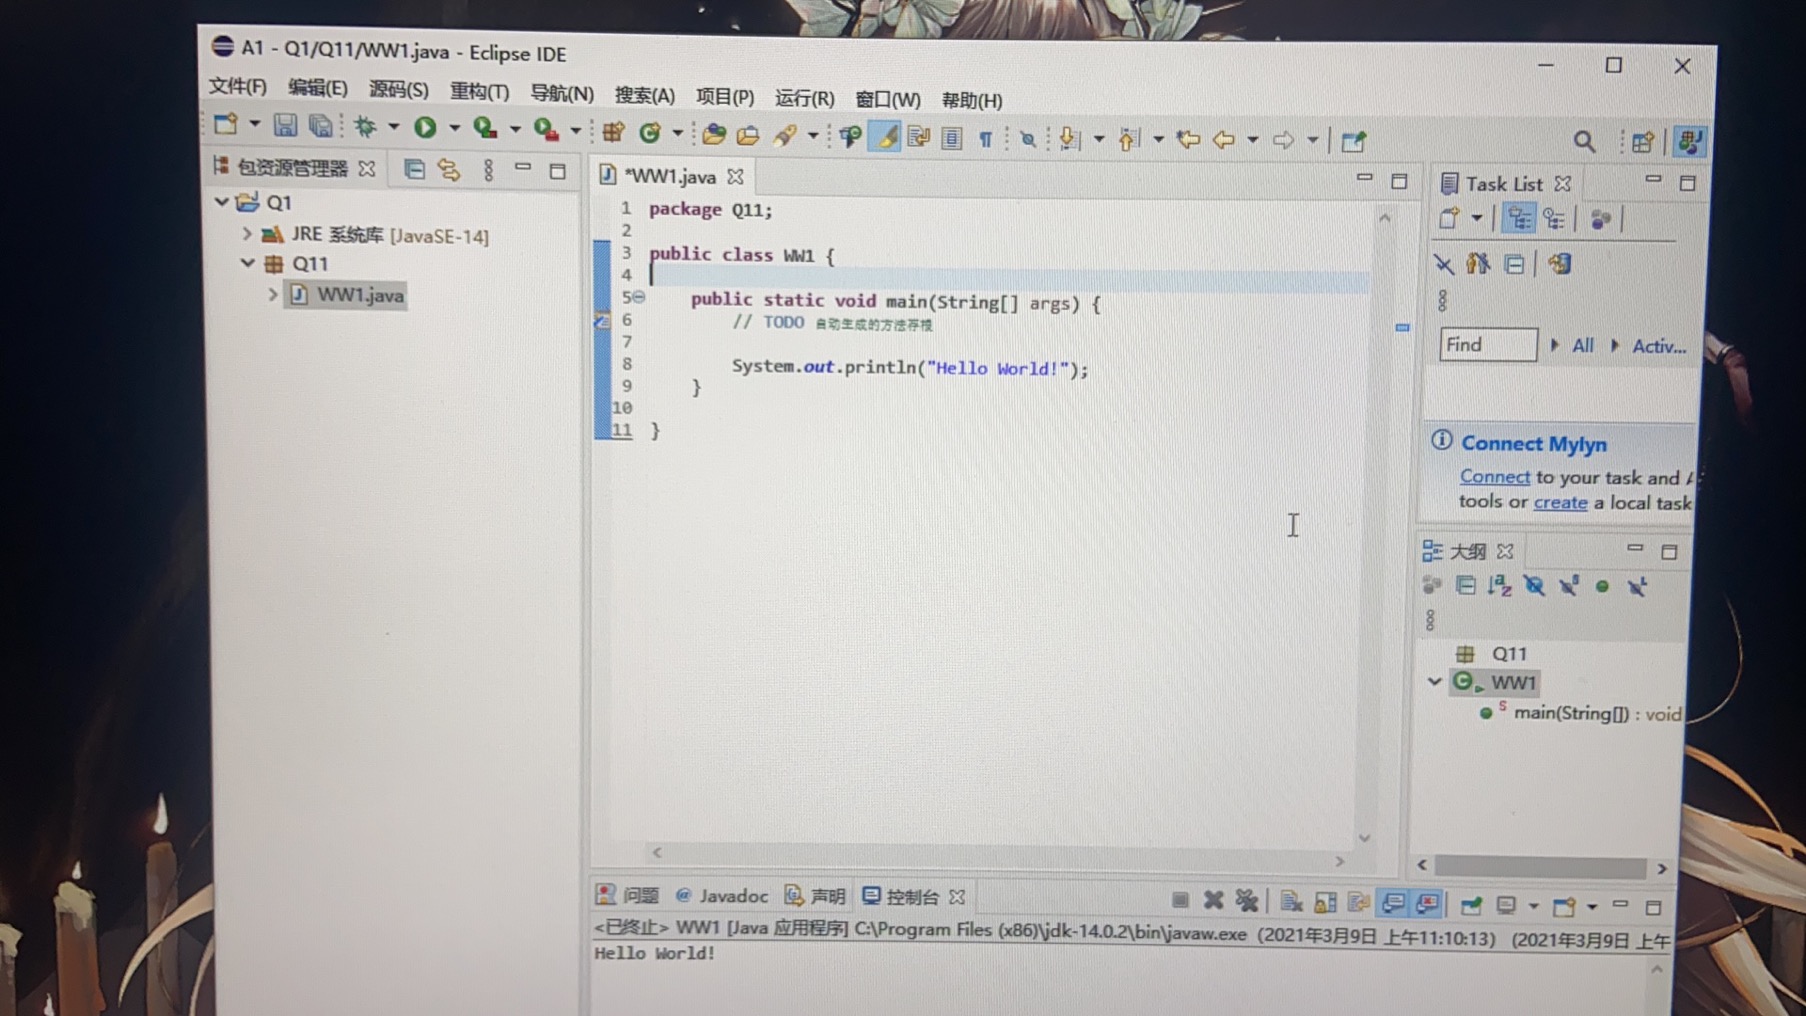 A1 - Q1/Q11/WW1.java - Eclipse IDE
文件(F) 编辑(E) 源码(S) 重构(T) 导航(N) 搜索(A) 项目(P) 运行(R) 窗口(W) 帮助(H)
包资源管理器
Q1
JRE 系统库 [JavaSE-14]
Q11
WW1.java
*WW1.java
1 package Q11;
2
3 public class WW1 {
4
5 public static void main(String[] args) {
6 // TODO 自动生成的方法存根
7
8 System.out.println("Hello World!");
9 }
10
11 }
Task List
Find All Activ...
Connect Mylyn
Connect to your task and
tools or create a local task
大纲
Q11
WW1
main(String[]) : void
问题 Javadoc 声明 控制台
<已终止> WW1 [Java 应用程序] C:\Program Files (x86)\jdk-14.0.2\bin\javaw.exe (2021年3月9日 上午11:10:13) (2021年3月9日 上午
Hello World!